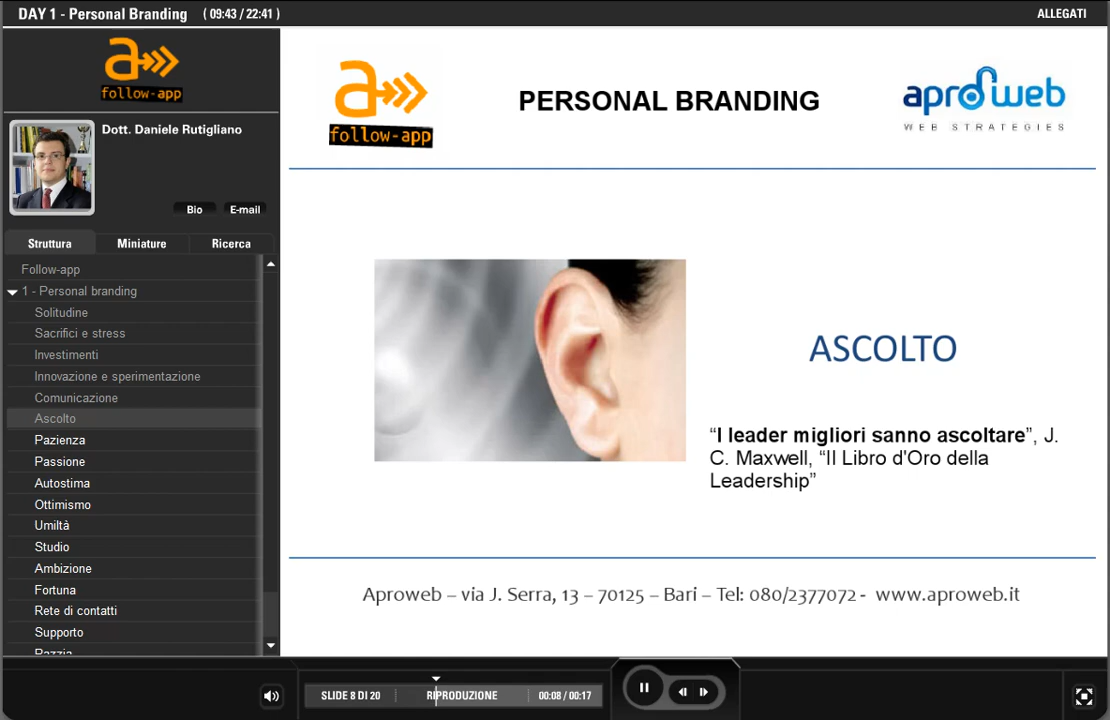 DAY 1 - Personal Branding ( 09:43 / 22:41 )
ALLEGATI
a
follow-app
Dott. Daniele Rutigliano
Bio
E-mail
Struttura
Miniature
Ricerca
Follow-app
1 - Personal branding
Solitudine
Sacrifici e stress
Investimenti
Innovazione e sperimentazione
Comunicazione
Ascolto
Pazienza
Passione
Autostima
Ottimismo
Umiltà
Studio
Ambizione
Fortuna
Rete di contatti
Supporto
Pazzia
a
follow-app
PERSONAL BRANDING
aproweb
WEB STRATEGIES
ASCOLTO
“I leader migliori sanno ascoltare”, J.
C. Maxwell, “Il Libro d'Oro della
Leadership”
Aproweb – via J. Serra, 13 – 70125 – Bari – Tel: 080/2377072 - www.aproweb.it
SLIDE 8 DI 20
RIPRODUZIONE
00:08 / 00:17